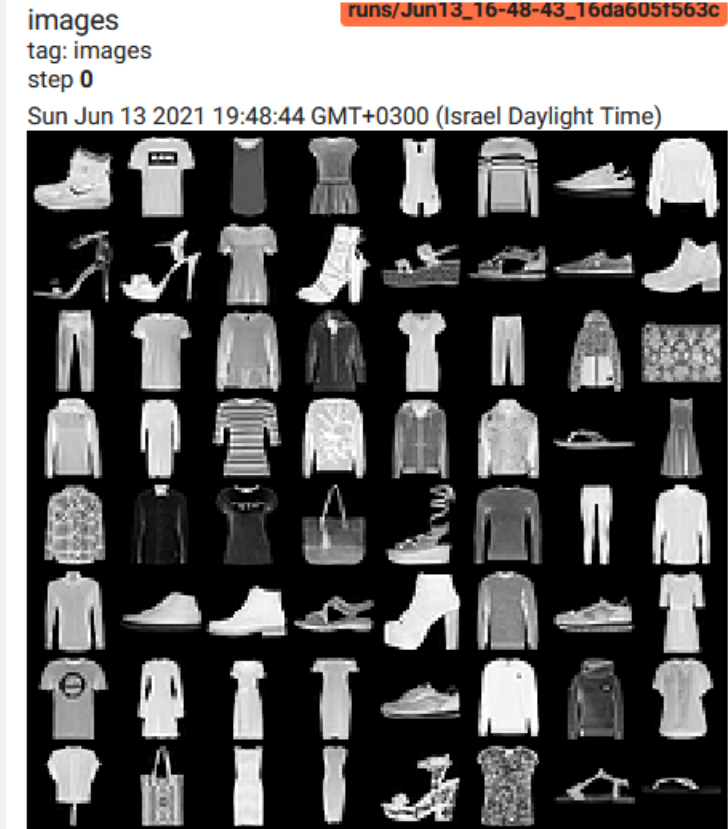 images
runs/Jun13_16-48-43_16da605f563c
tag: images
step 0
Sun Jun 13 2021 19:48:44 GMT+0300 (Israel Daylight Time)